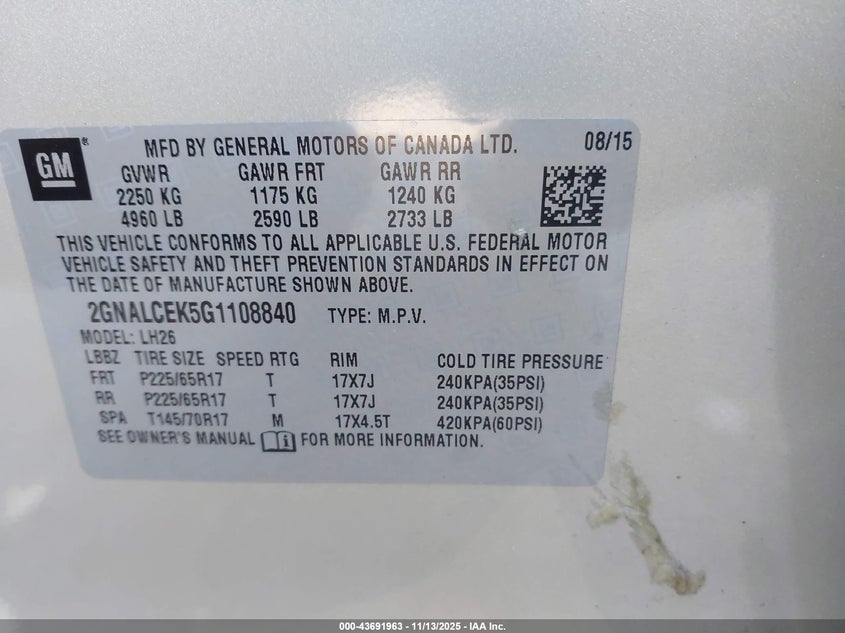 GM®
MFD BY GENERAL MOTORS OF CANADA LTD. 08/15
GVWR GAWR FRT GAWR RR
2250 KG 1175 KG 1240 KG
4960 LB 2590 LB 2733 LB
THIS VEHICLE CONFORMS TO ALL APPLICABLE U.S. FEDERAL MOTOR
VEHICLE SAFETY AND THEFT PREVENTION STANDARDS IN EFFECT ON
THE DATE OF MANUFACTURE SHOWN ABOVE.
2GNALCEK5G1108840 TYPE: M.P.V.
MODEL: LH26
LBBZ TIRE SIZE SPEED RTG RIM COLD TIRE PRESSURE
FRT P225/65R17 T 17X7J 240KPA(35PSI)
RR P225/65R17 T 17X7J 240KPA(35PSI)
SPA T145/70R17 M 17X4.5T 420KPA(60PSI)
SEE OWNER'S MANUAL FOR MORE INFORMATION.
000-43691963 - 11/13/2025 - IAA Inc.